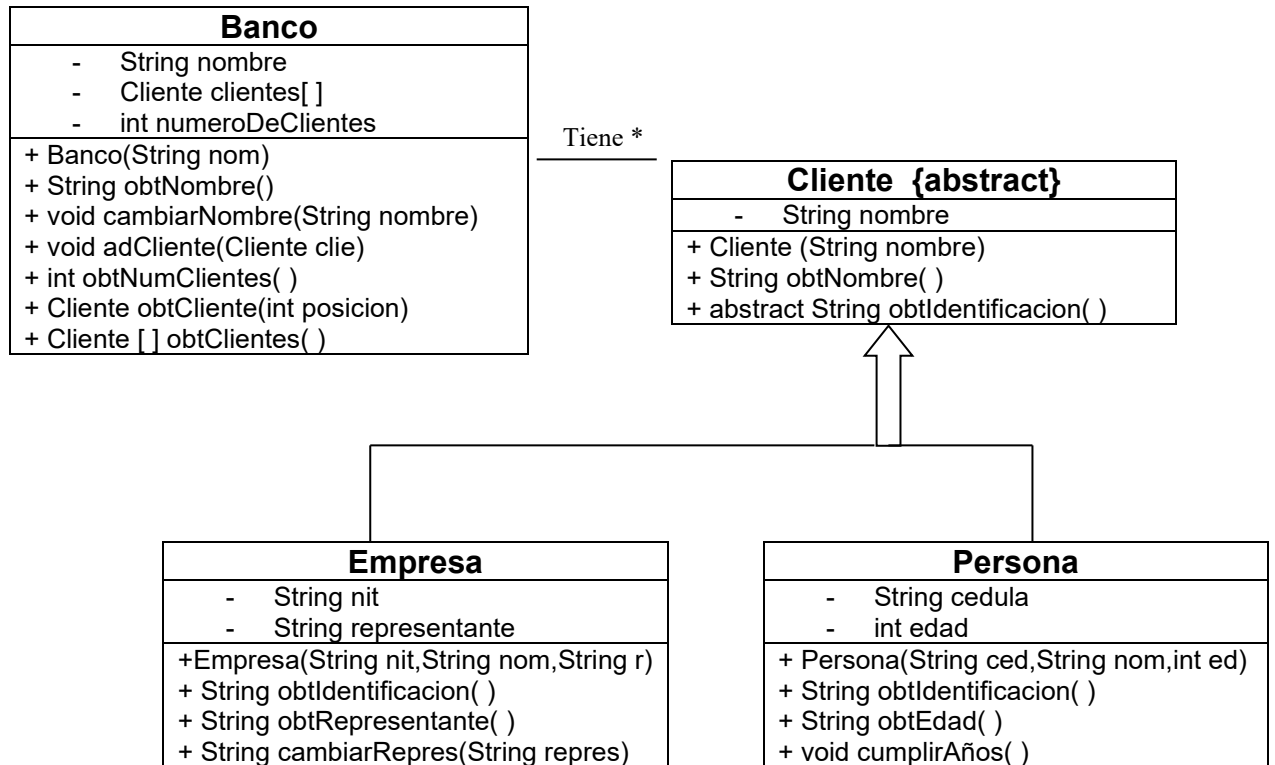 Banco
- String nombre
- Cliente clientes[ ]
- int numeroDeClientes
+ Banco(String nom)
+ String obtNombre()
+ void cambiarNombre(String nombre)
+ void adCliente(Cliente clie)
+ int obtNumClientes( )
+ Cliente obtCliente(int posicion)
+ Cliente [ ] obtClientes( )
Tiene *
Cliente {abstract}
- String nombre
+ Cliente (String nombre)
+ String obtNombre( )
+ abstract String obtIdentificacion( )
Empresa
- String nit
- String representante
+Empresa(String nit,String nom,String r)
+ String obtIdentificacion( )
+ String obtRepresentante( )
+ String cambiarRepres(String repres)
Persona
- String cedula
- int edad
+ Persona(String ced,String nom,int ed)
+ String obtIdentificacion( )
+ String obtEdad( )
+ void cumplirAños( )